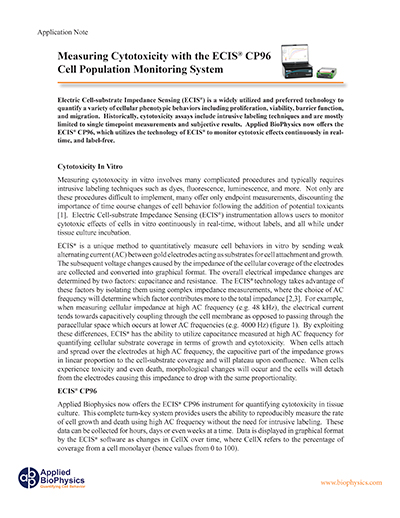 Application Note
Measuring Cytotoxicity with the ECIS® CP96
Cell Population Monitoring System
Electric Cell-substrate Impedance Sensing (ECIS®) is a widely utilized and preferred technology to
quantify a variety of cellular phenotypic behaviors including proliferation, viability, barrier function,
and migration. Historically, cytotoxicity assays include intrusive labeling techniques and are mostly
limited to single timepoint measurements and subjective results. Applied BioPhysics now offers the
ECIS® CP96, which utilizes the technology of ECIS® to monitor cytotoxic effects continuously in real-
time, and label-free.
Cytotoxicity In Vitro
Measuring cytotoxocity in vitro involves many complicated procedures and typically requires
intrusive labeling techniques such as dyes, fluorescence, luminescence, and more. Not only are
these procedures difficult to implement, many offer only endpoint measurements, discounting the
importance of time course changes of cell behavior following the addition of potential toxicants
[1]. Electric Cell-substrate Impedance Sensing (ECIS®) instrumentation allows users to monitor
cytotoxic effects of cells in vitro continuously in real-time, without labels, and all while under
tissue culture incubation.
ECIS® is a unique method to quantitatively measure cell behaviors in vitro by sending weak
alternating current (AC) between gold electrodes acting as substrates for cell attachment and growth.
The subsequent voltage changes caused by the impedance of the cellular coverage of the electrodes
are collected and converted into graphical format. The overall electrical impedance changes are
determined by two factors: capacitance and resistance. The ECIS® technology takes advantage of
these factors by isolating them using complex impedance measurements, where the choice of AC
frequency will determine which factor contributes more to the total impedance [2,3]. For example,
when measuring cellular impedance at high AC frequency (e.g. 48 kHz), the electrical current
tends towards capacitively coupling through the cell membrane as opposed to passing through the
paracellular space which occurs at lower AC frequencies (e.g. 4000 Hz) (figure 1). By exploiting
these differences, ECIS® has the ability to utilize capacitance measured at high AC frequency for
quantifying cellular substrate coverage in terms of growth and cytotoxicity. When cells attach
and spread over the electrodes at high AC frequency, the capacitive part of the impedance grows
in linear proportion to the cell-substrate coverage and will plateau upon confluence. When cells
experience toxicity and even death, morphological changes will occur and the cells will detach
from the electrodes causing this impedance to drop with the same proportionality.
ECIS® CP96
Applied Biophysics now offers the ECIS® CP96 instrument for quantifying cytotoxicity in tissue
culture. This complete turn-key system provides users the ability to reproducibly measure the rate
of cell growth and death using high AC frequency without the need for intrusive labeling. These
data can be collected for hours, days or even weeks at a time. Data is displayed in graphical format
by the ECIS® software as changes in CellX over time, where CellX refers to the percentage of
coverage from a cell monolayer (hence values from 0 to 100).
apb
Applied
BioPhysics
Quantifying Cell Behavior
www.biophysics.com